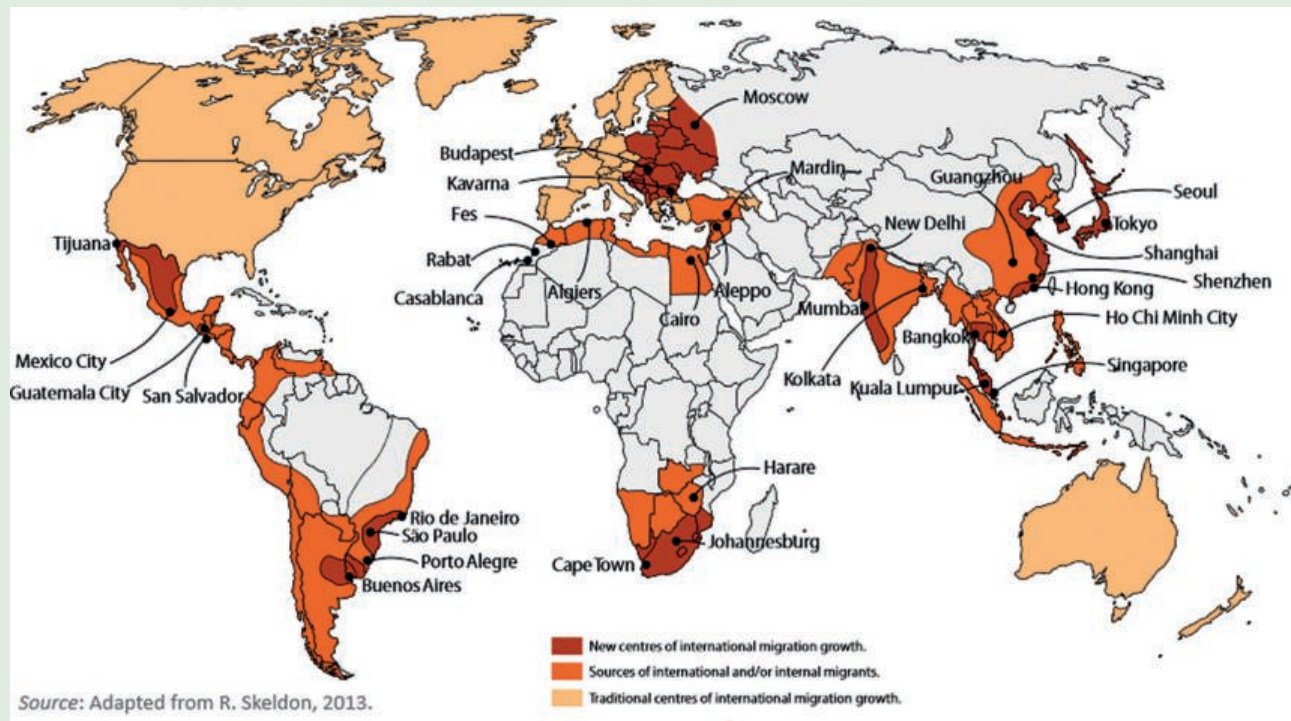 Moscow
Budapest
Mardin
Kavarna
Guangzhou
Fes
New Delhi
Seoul
Tijuana
Tokyo
Rabat
Shanghai
Casablanca
Algiers
Aleppo
Shenzhen
Hong Kong
Cairo
Mumbai
Ho Chi Minh City
Bangkok
Mexico City
Singapore
Kolkata
Kuala Lumpur
Guatemala City
San Salvador
Harare
Rio de Janeiro
São Paulo
Johannesburg
Porto Alegre
Cape Town
Buenos Aires
New centres of international migration growth.
Sources of international and/or internal migrants.
Traditional centres of international migration growth.
Source: Adapted from R. Skeldon, 2013.